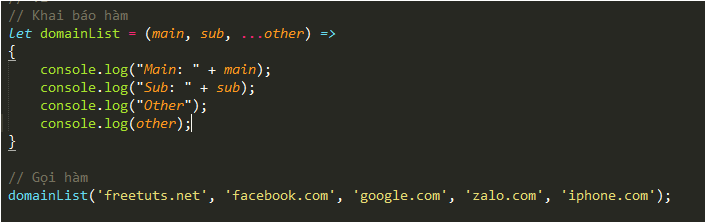 // Khai báo hàm
let domainList = (main, sub, ...other) =>
{
    console.log("Main: " + main);
    console.log("Sub: " + sub);
    console.log("Other");
    console.log(other);
}
// Gọi hàm
domainList('freetuts.net', 'facebook.com', 'google.com', 'zalo.com', 'iphone.com');